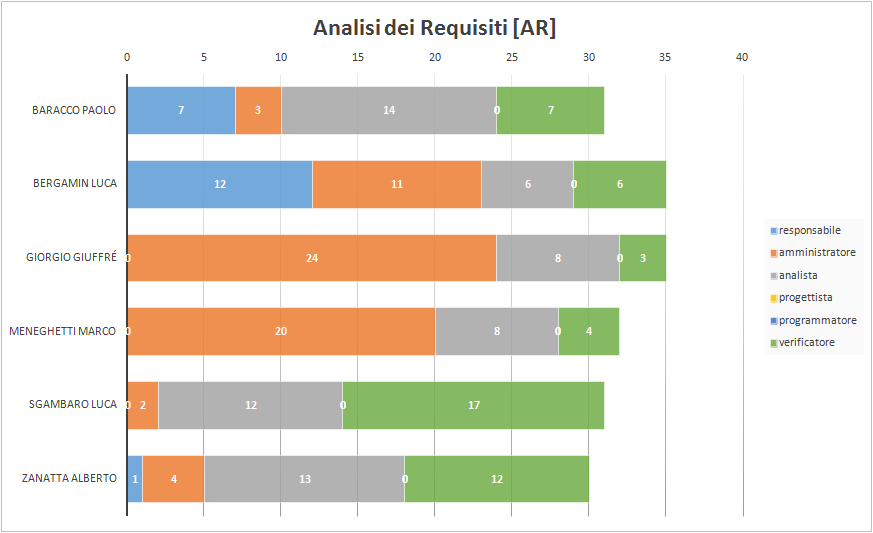 Analisi dei Requisiti [AR]
0 5 10 15 20 25 30 35 40
BARACCO PAOLO 7 3 14 0 7
BERGAMIN LUCA 12 11 6 0 6
GIORGIO GIUFFRÉ 0 24 8 0 3
MENEGHETTI MARCO 0 20 8 0 4
SGAMBARO LUCA 0 2 12 0 17
ZANATTA ALBERTO 1 4 13 0 12
responsabile
amministratore
analista
progettista
programmatore
verificatore